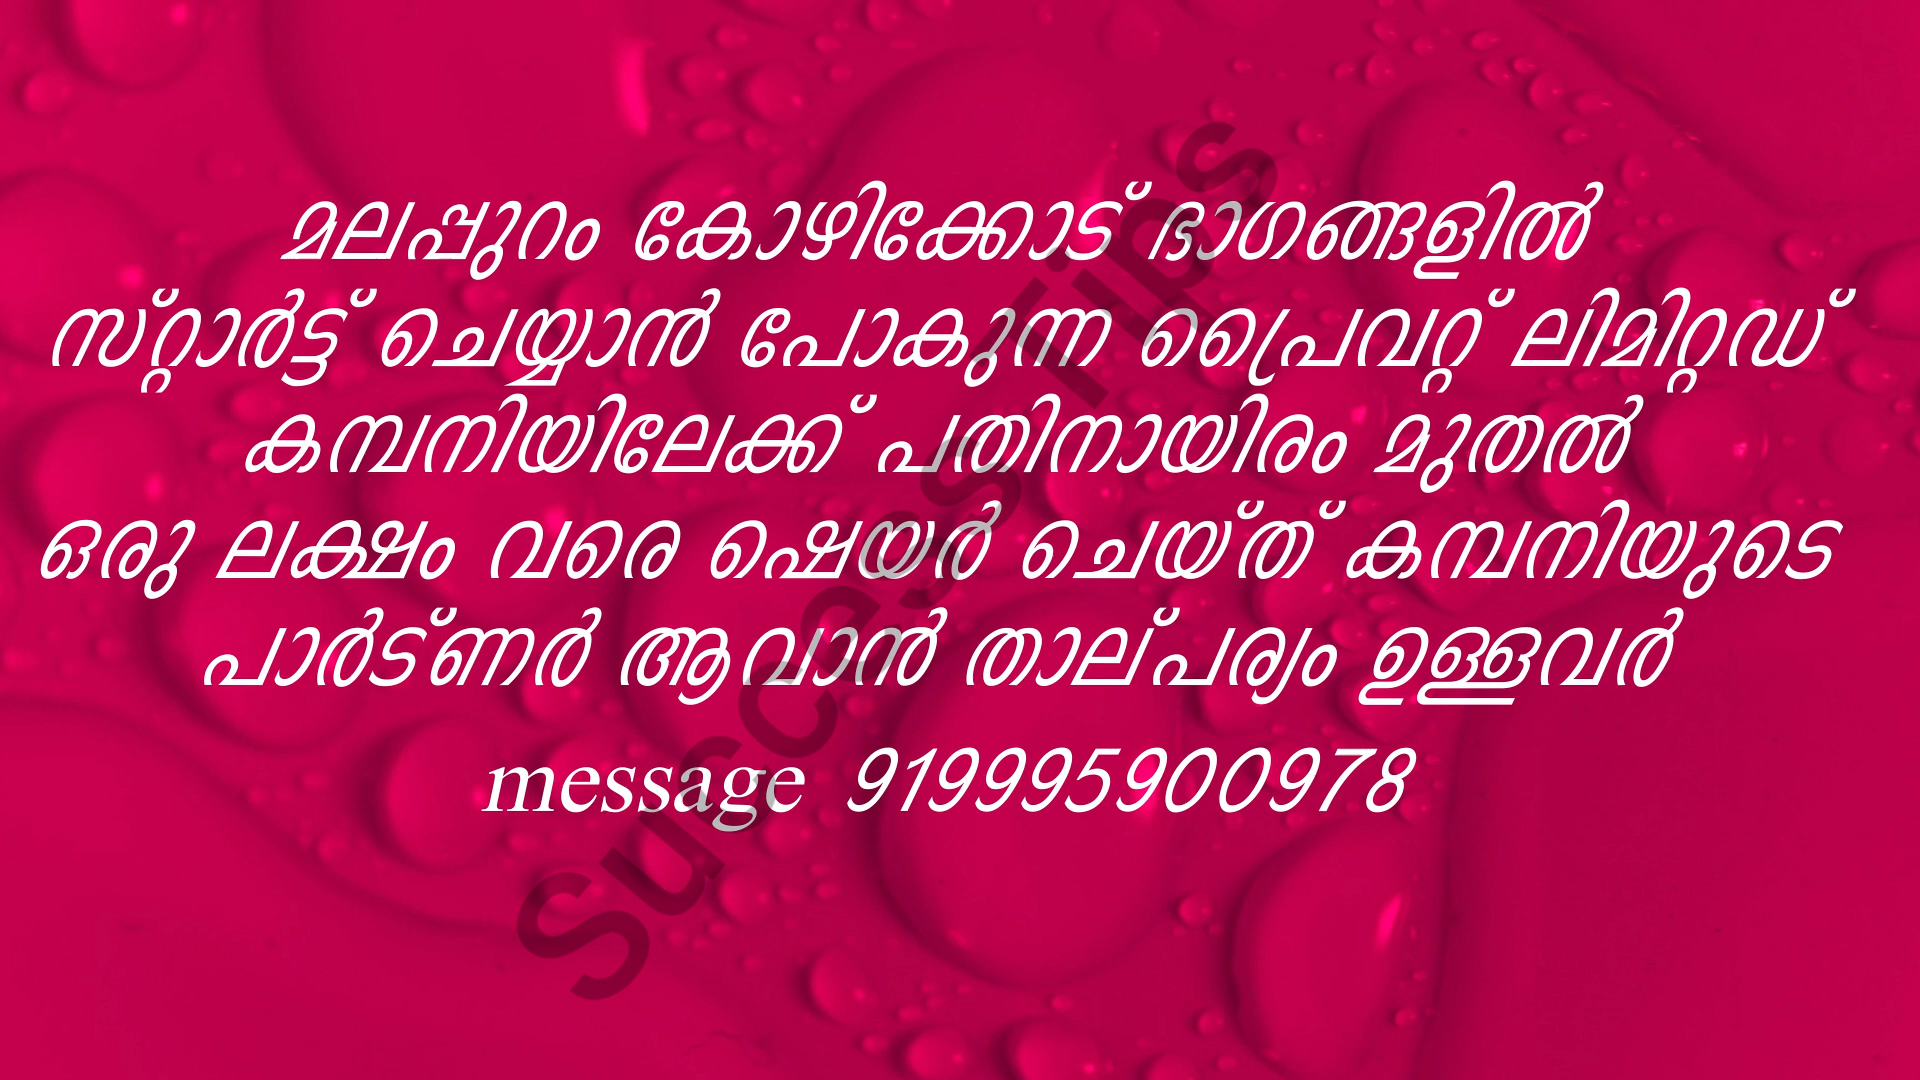 മലപ്പുറം കോഴിക്കോട് ഭാഗങ്ങളിൽ
സ്റ്റാർട്ട് ചെയ്യാൻ പോകുന്ന പ്രൈവറ്റ് ലിമിറ്റഡ്
കമ്പനിയിലേക്ക് പതിനായിരം മുതൽ
ഒരു ലക്ഷം വരെ ഷെയർ ചെയ്ത് കമ്പനിയുടെ
പാർട്ണർ ആവാൻ താല്പര്യം ഉള്ളവർ
message 919995900978
Success Tips